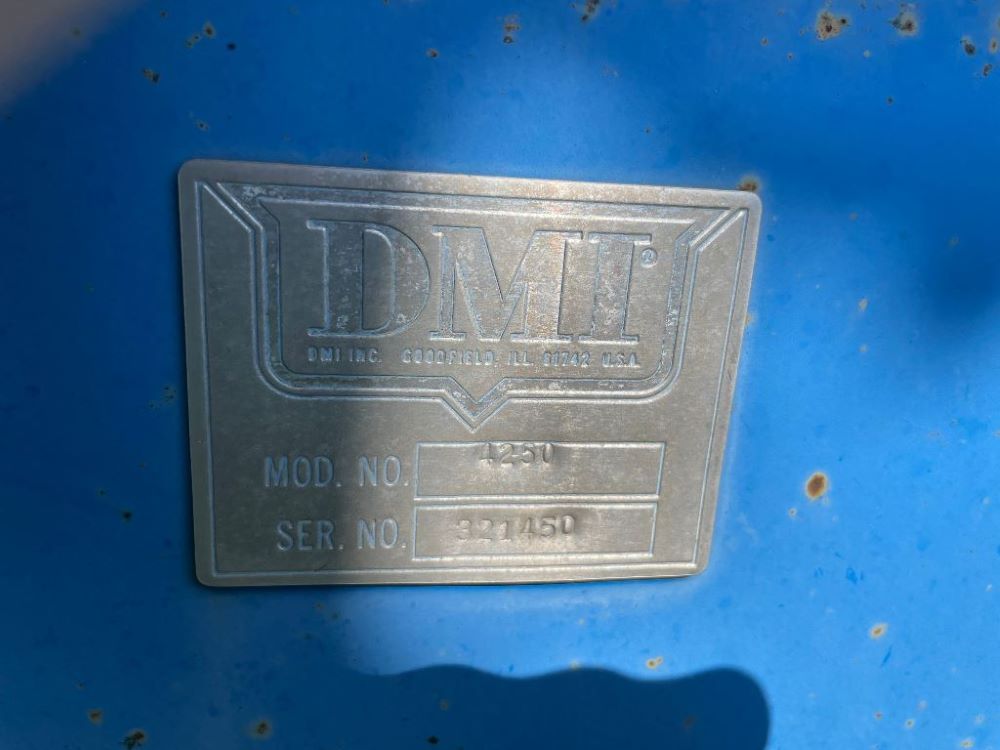 DMI®
DMI INC. GOODFIELD, ILL. 61742 U.S.A.
MOD. NO. 4250
SER. NO. 321450